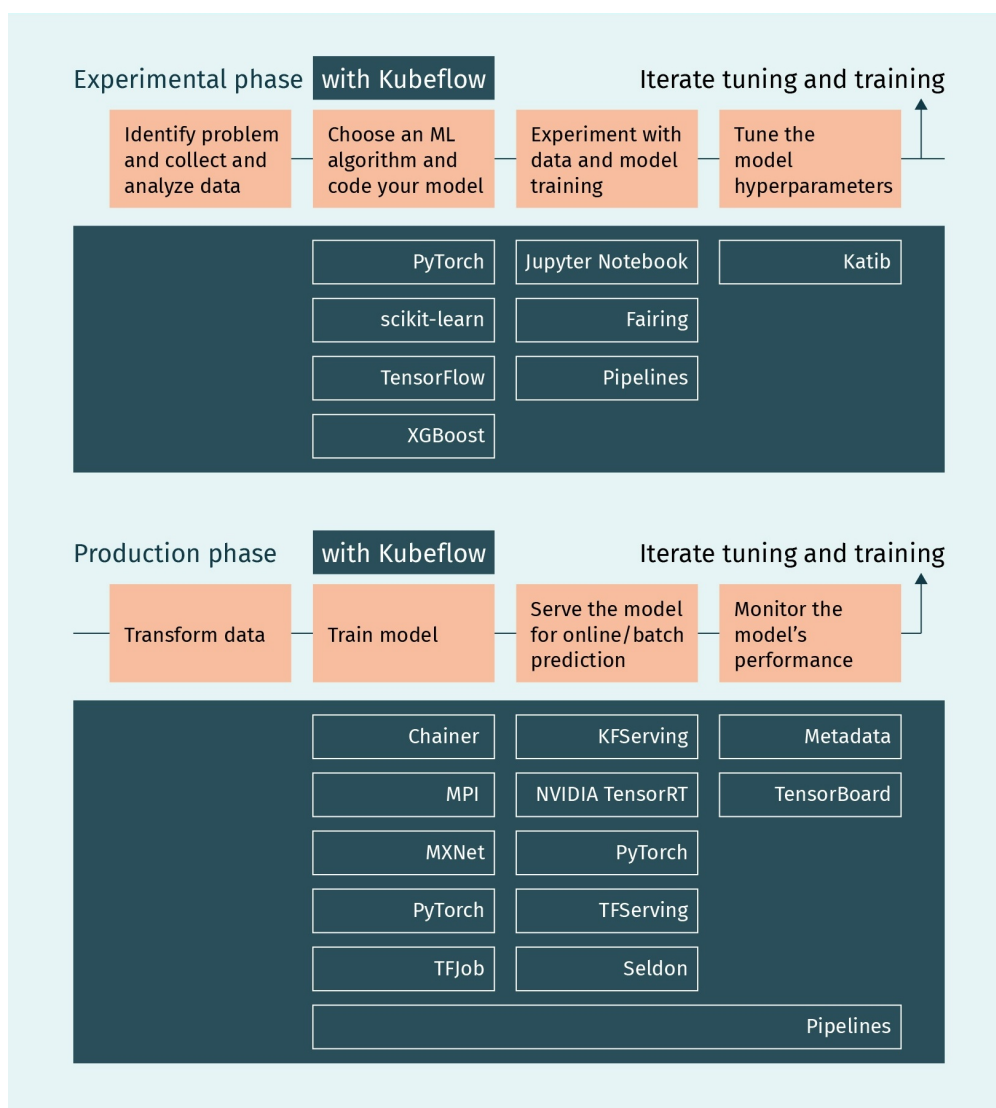 Experimental phase with Kubeflow
Iterate tuning and training
Identify problem
and collect and
analyze data
Choose an ML
algorithm and
code your model
Experiment with
data and model
training
Tune the
model
hyperparameters
PyTorch
scikit-learn
TensorFlow
XGBoost
Jupyter Notebook
Fairing
Pipelines
Katib
Production phase with Kubeflow
Iterate tuning and training
Transform data
Train model
Serve the model
for online/batch
prediction
Monitor the
model’s
performance
Chainer
MPI
MXNet
PyTorch
TFJob
KFServing
NVIDIA TensorRT
PyTorch
TFServing
Seldon
Metadata
TensorBoard
Pipelines